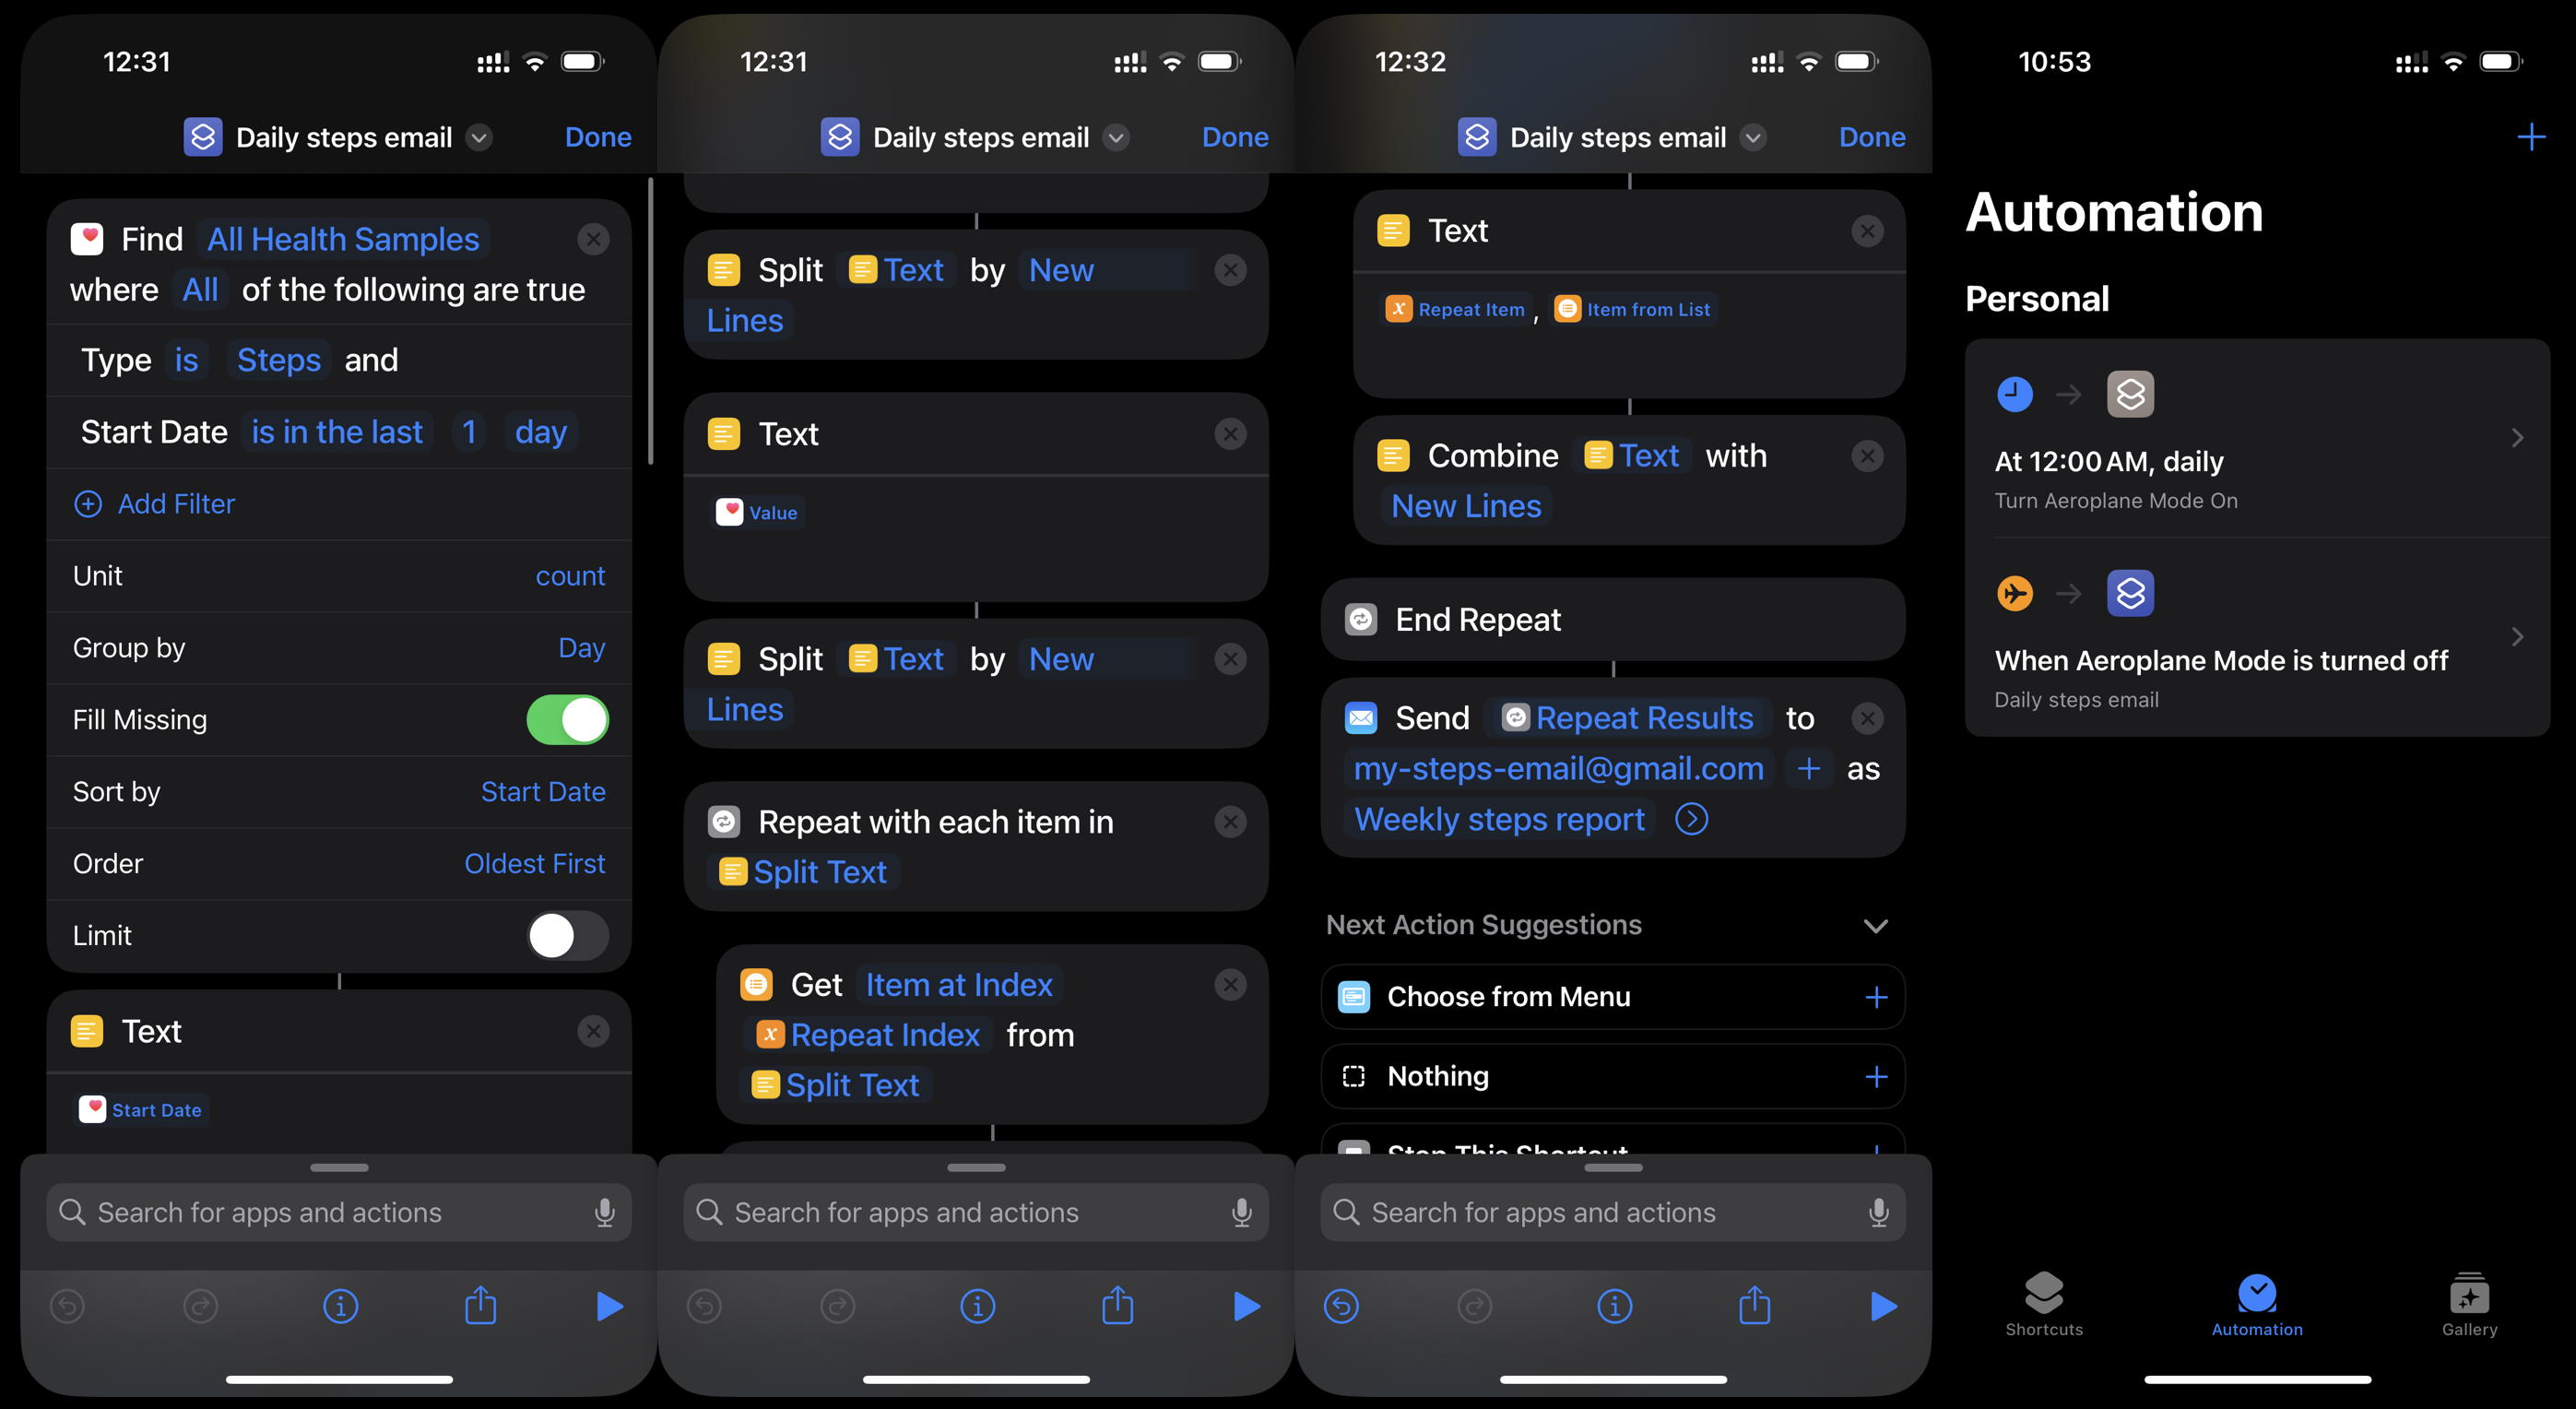 12:31
Daily steps email
Done
Find All Health Samples
where All of the following are true
Type is Steps and
Start Date is in the last 1 day
Add Filter
Unit count
Group by Day
Fill Missing
Sort by Start Date
Order Oldest First
Limit
Text
Start Date
Search for apps and actions
12:31
Daily steps email
Done
Split Text by New
Lines
Text
Value
Split Text by New
Lines
Repeat with each item in
Split Text
Get Item at Index
Repeat Index from
Split Text
Search for apps and actions
12:32
Daily steps email
Done
Text
Repeat Item , Item from List
Combine Text with
New Lines
End Repeat
Send Repeat Results to
my-steps-email@gmail.com + as
Weekly steps report
Next Action Suggestions
Choose from Menu
Nothing
Stop This Shortcut
Search for apps and actions
10:53
Automation
Personal
At 12:00 AM, daily
Turn Aeroplane Mode On
When Aeroplane Mode is turned off
Daily steps email
Shortcuts
Automation
Gallery